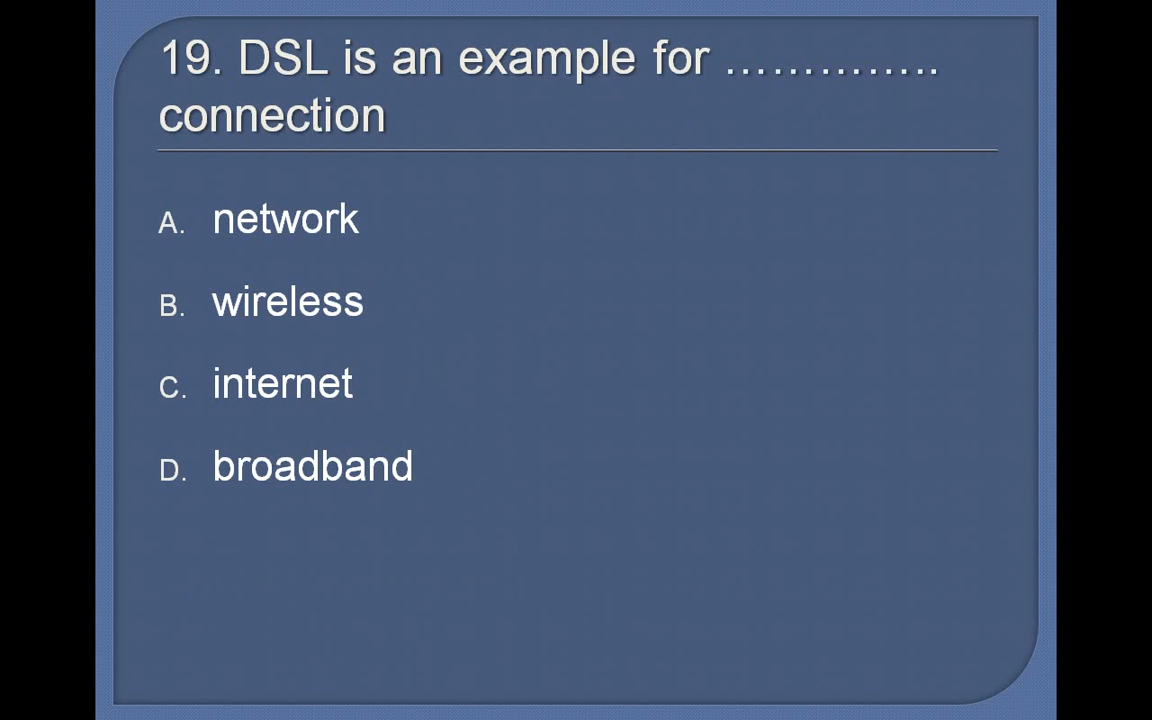 19. DSL is an example for …………..
connection
A. network
B. wireless
C. internet
D. broadband